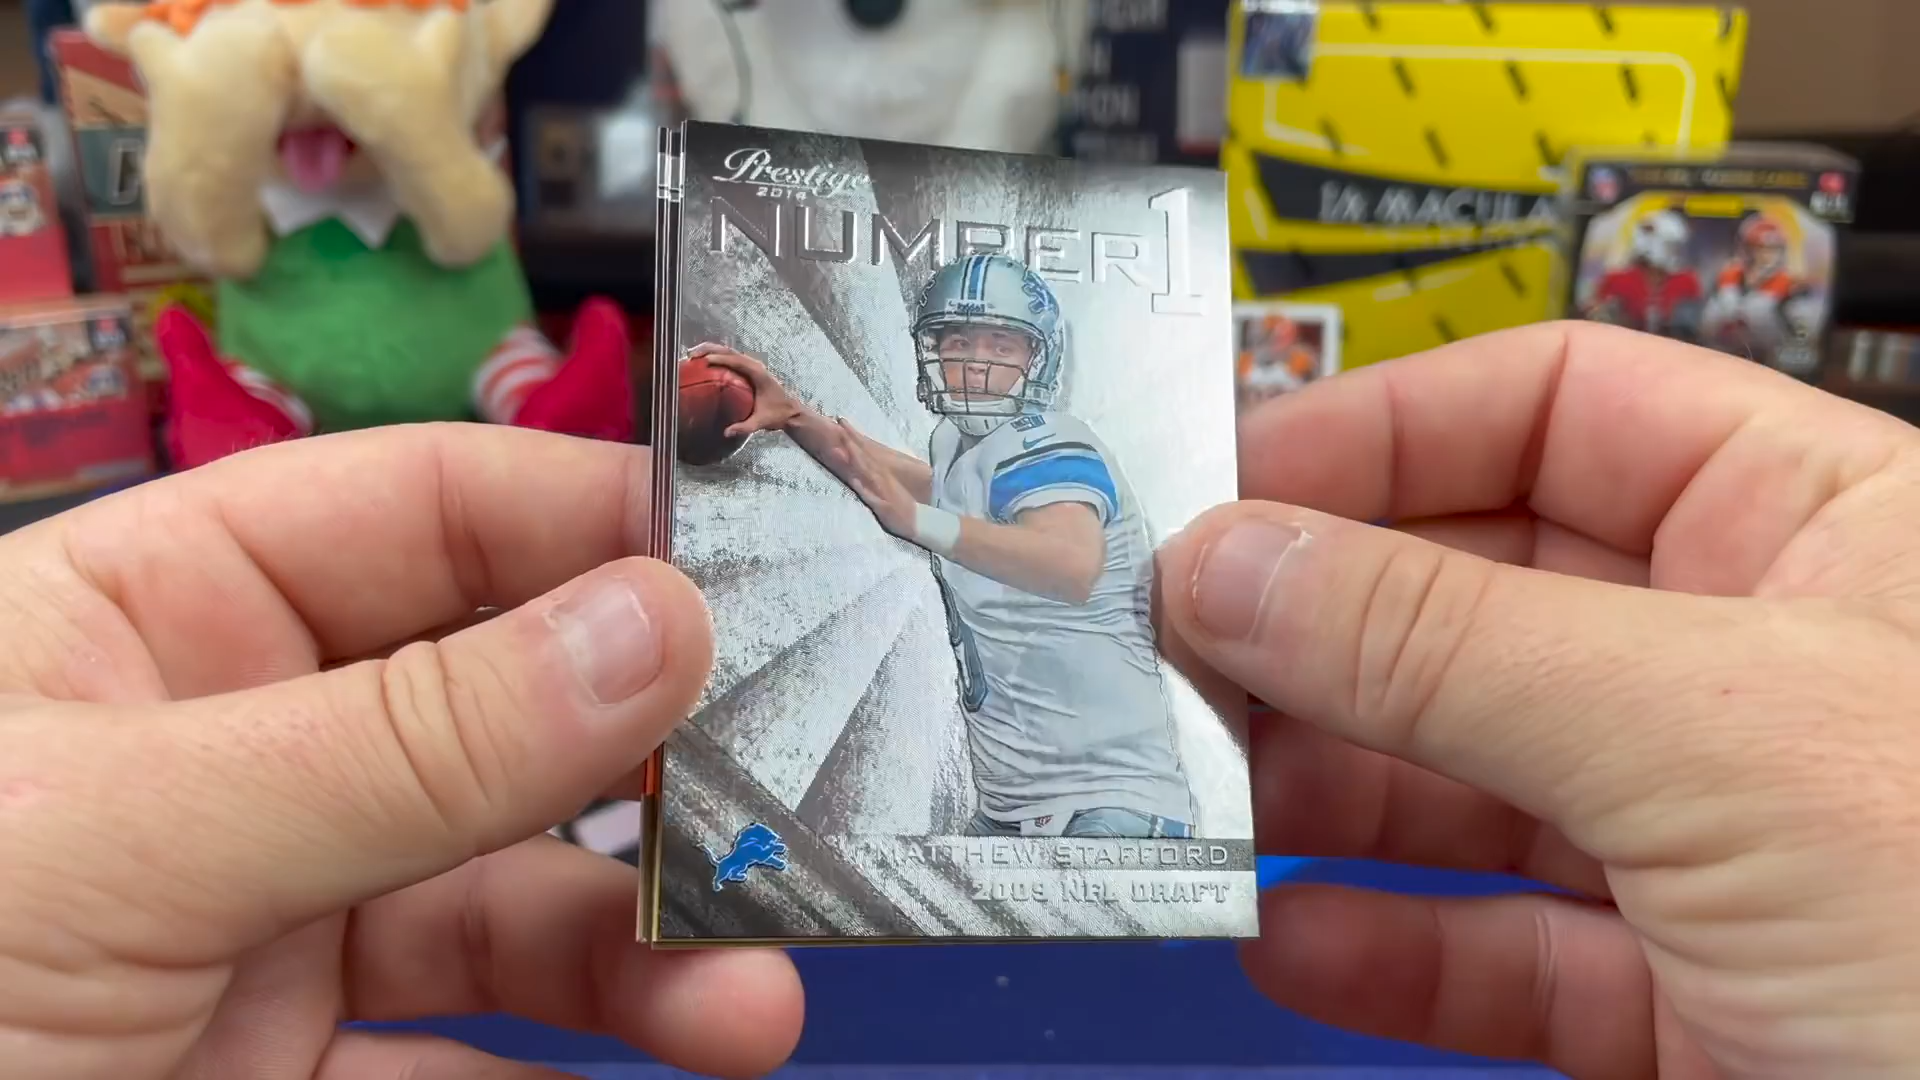 Prestige
2014
NUMBER 1
MATTHEW STAFFORD
2009 NFL DRAFT
IMMACULA